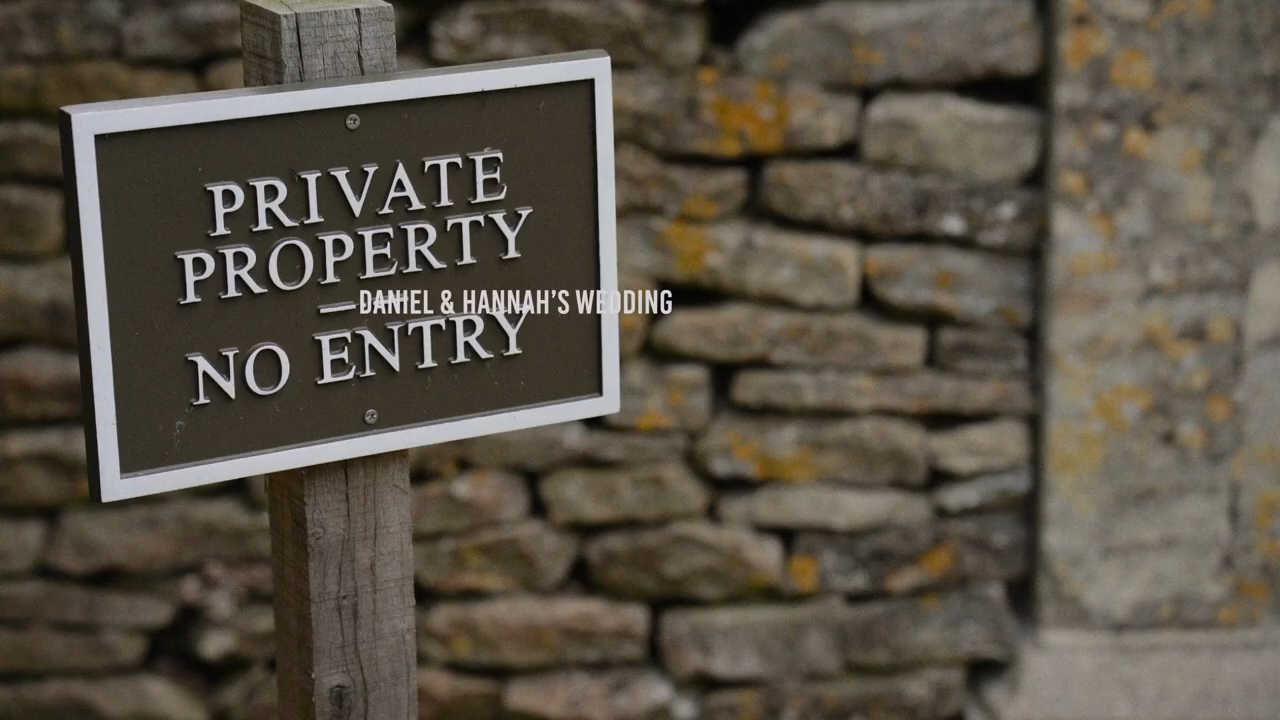 PRIVATE
PROPERTY
—
DANIEL & HANNAH'S WEDDING
NO ENTRY